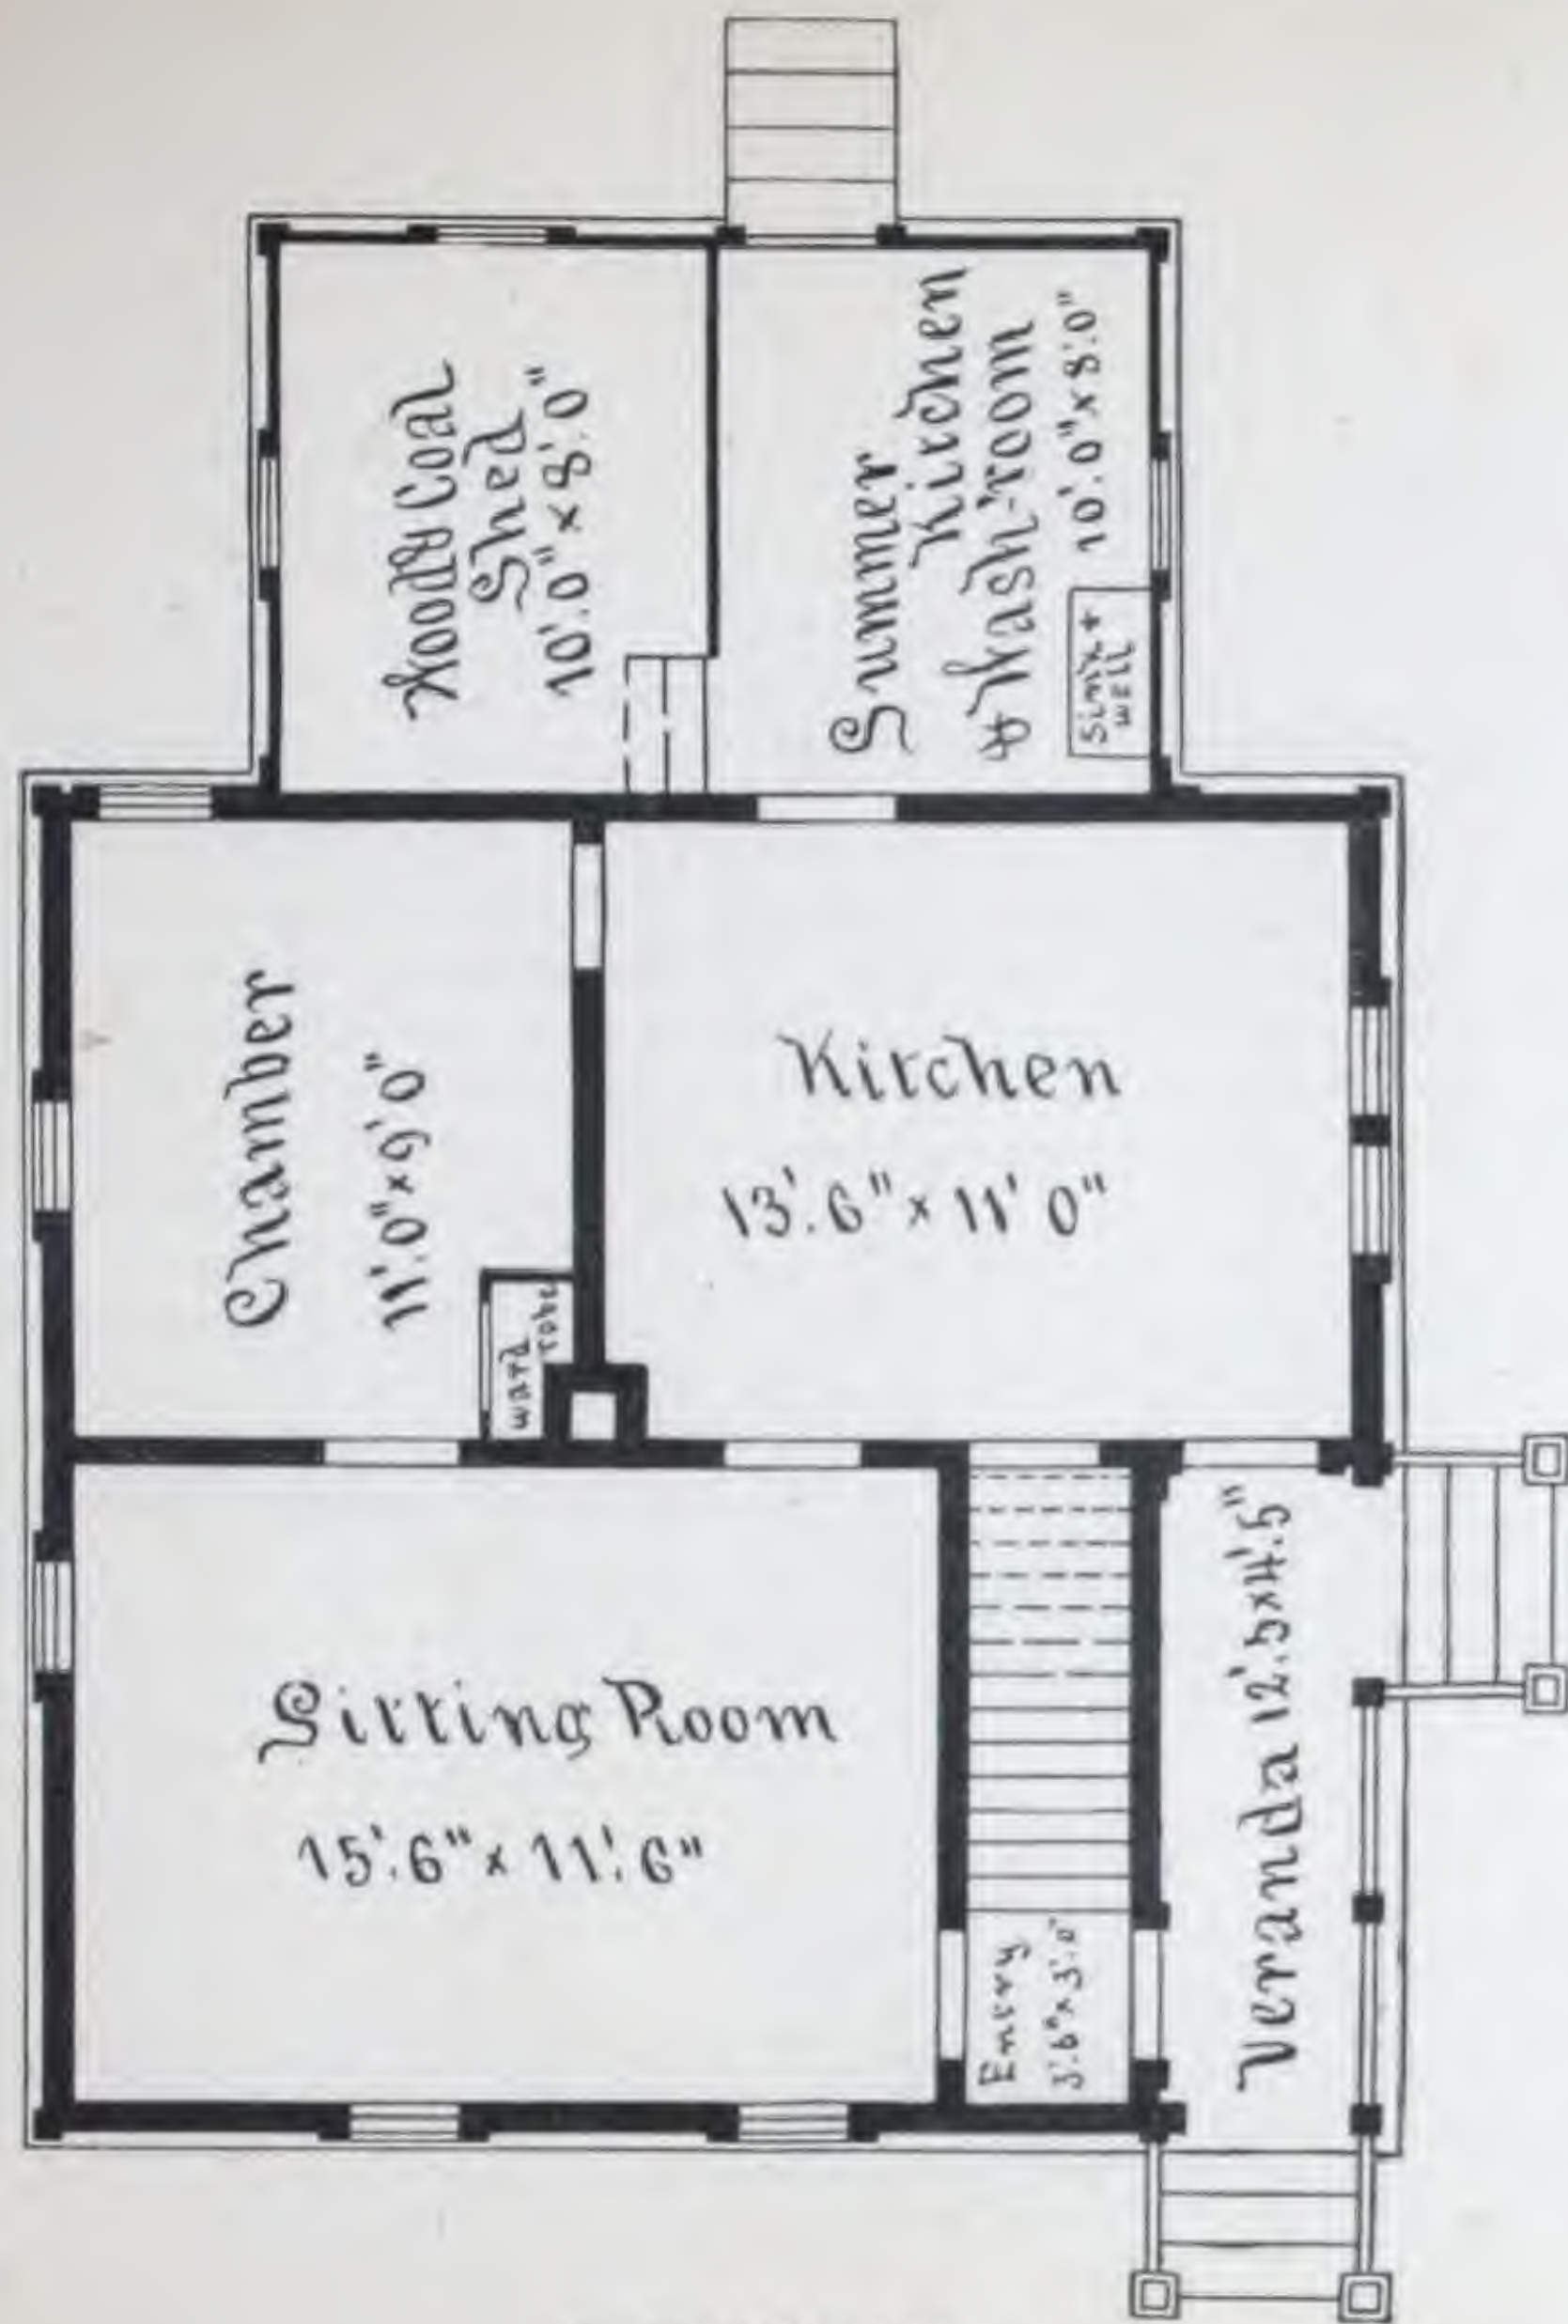 Wood & Coal
Shed
10'.0" x 8'.0"
Summer
Kitchen
& Wash-room
10'.0" x 8'.0"
Sink &
well
Chamber
11'.0" x 9'.0"
ward
robe
Kitchen
13'.6" x 11' 0"
Sitting Room
15'.6" x 11'.6"
Entry
3'.6" x 3'.0"
Veranda 12'.5 x 4'.5"